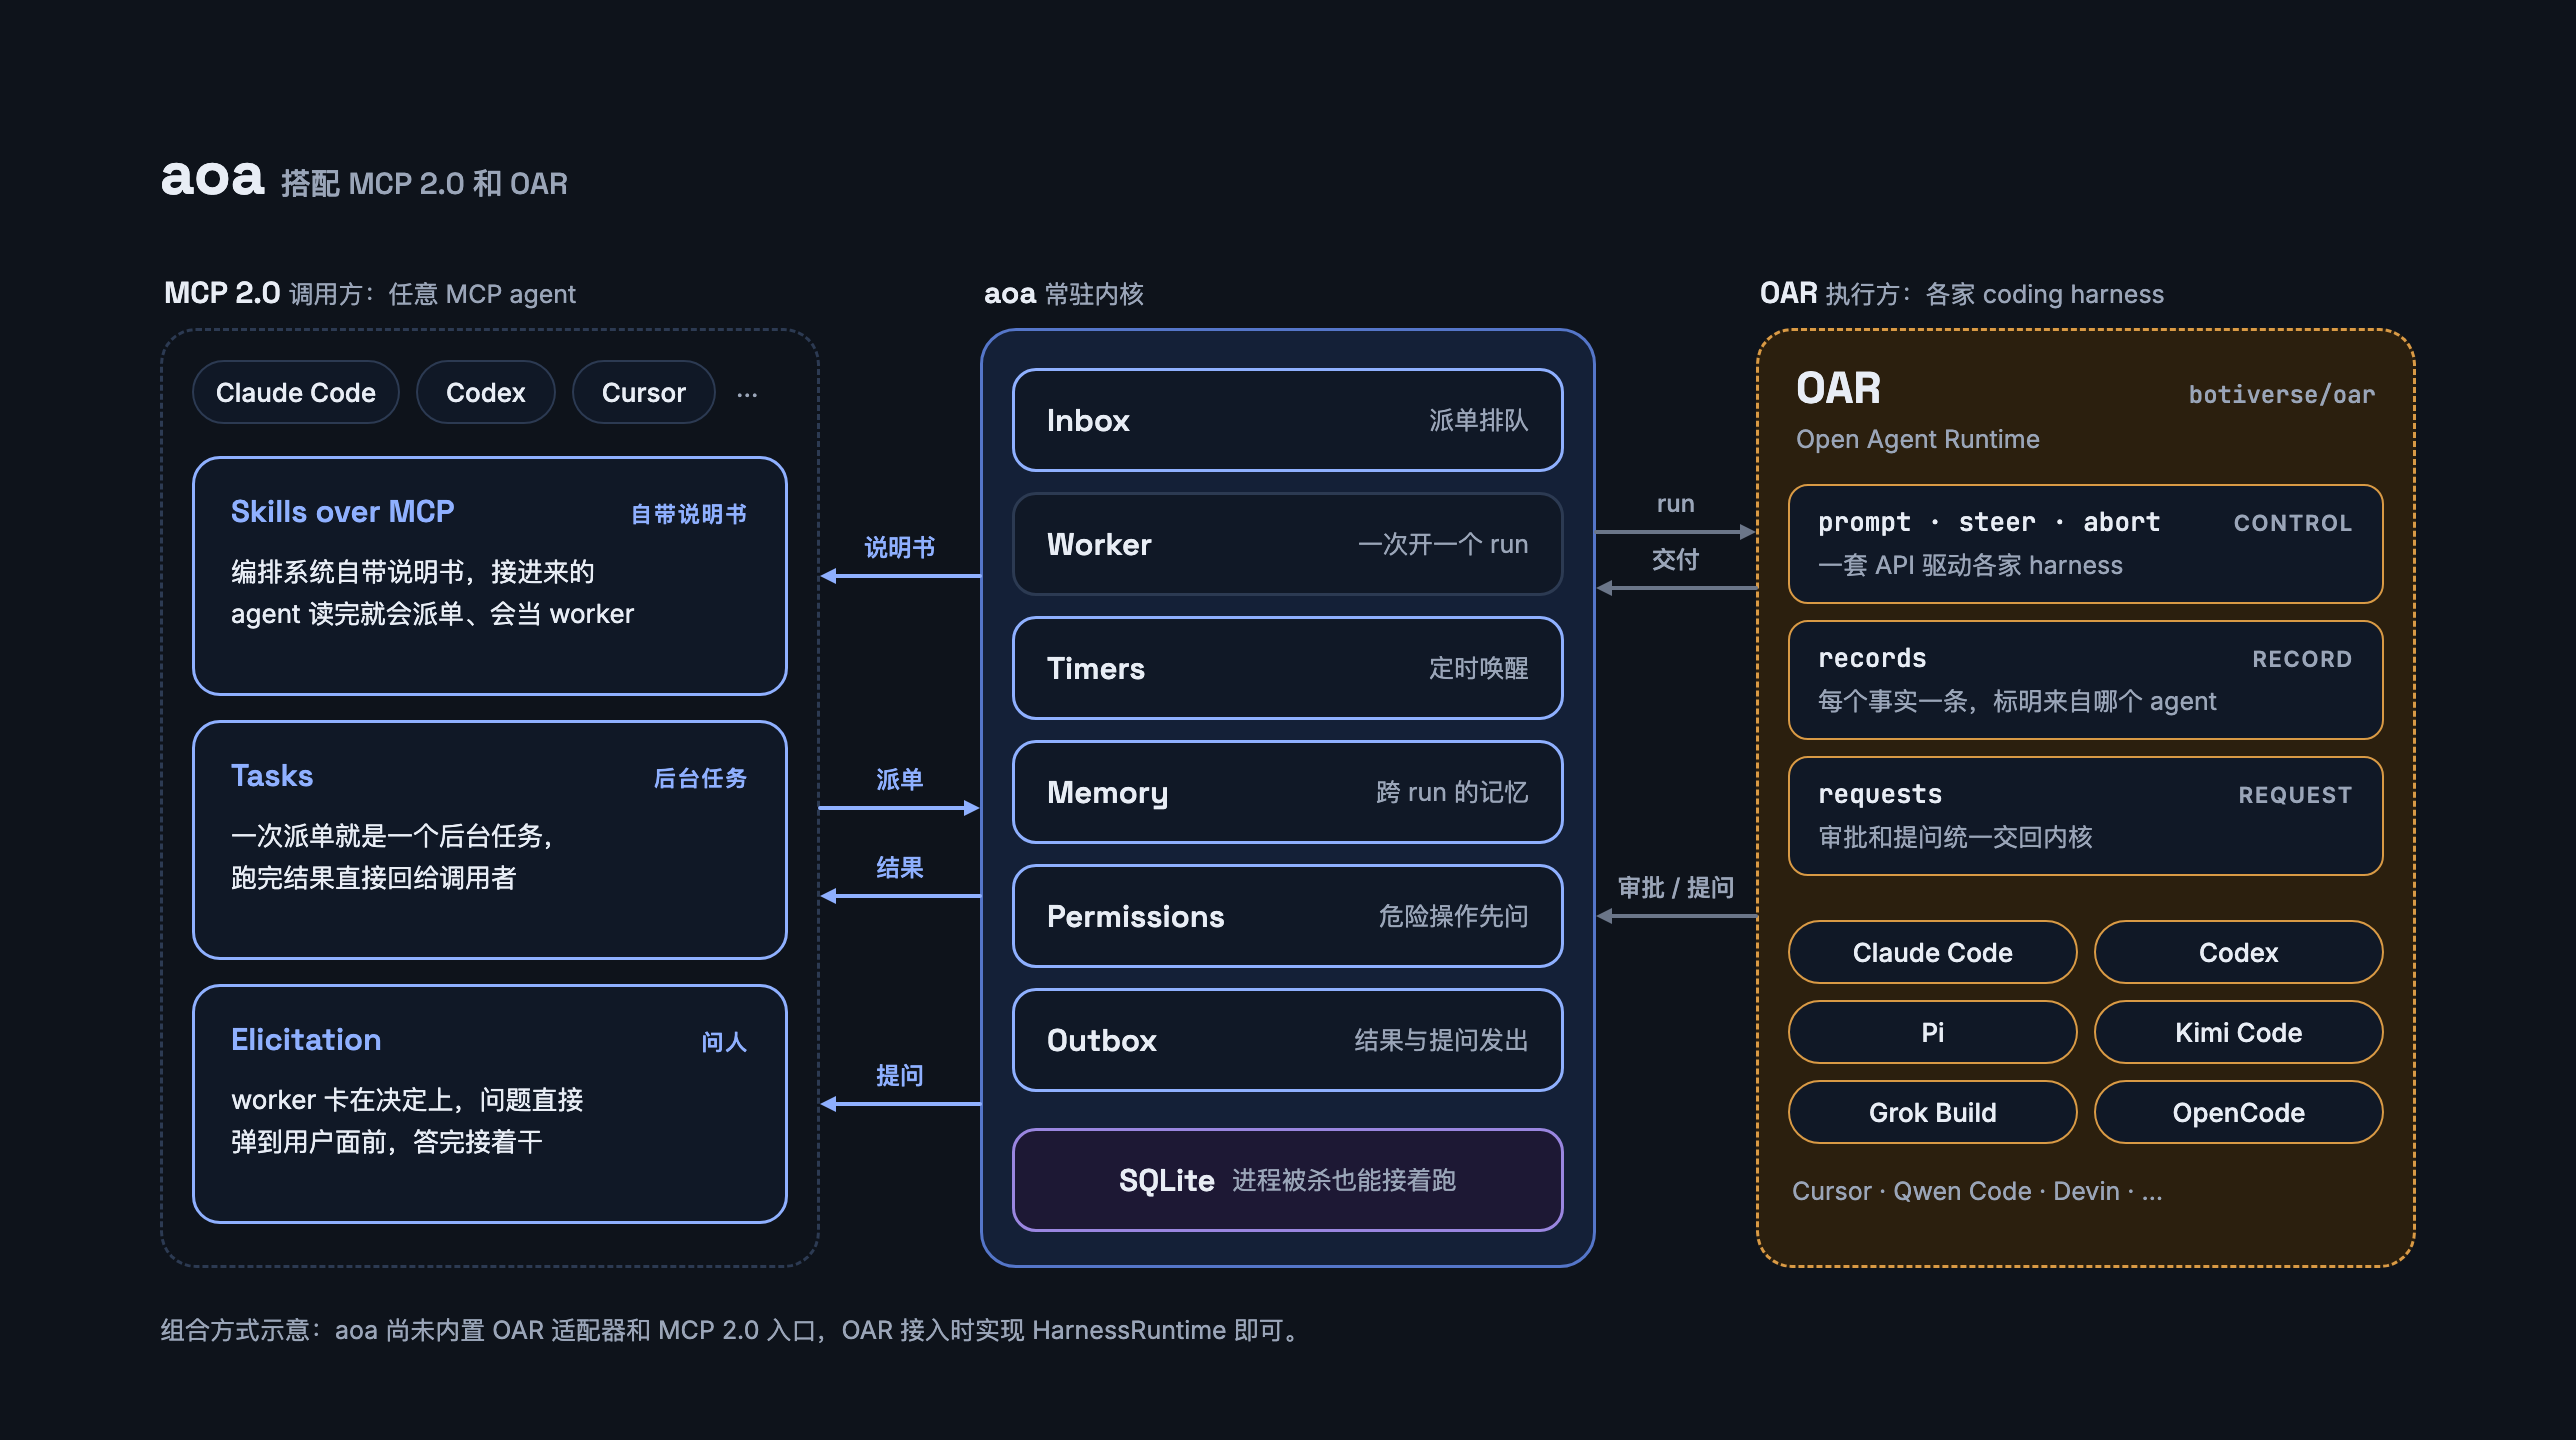 aoa 搭配 MCP 2.0 和 OAR
MCP 2.0 调用方：任意 MCP agent
Claude Code
Codex
Cursor
...
Skills over MCP
自带说明书
编排系统自带说明书，接进来的
agent 读完就会派单、会当 worker
Tasks
后台任务
一次派单就是一个后台任务，
跑完结果直接回给调用者
Elicitation
问人
worker 卡在决定上，问题直接
弹到用户面前，答完接着干
说明书
派单
结果
提问
aoa 常驻内核
Inbox
派单排队
Worker
一次开一个 run
Timers
定时唤醒
Memory
跨 run 的记忆
Permissions
危险操作先问
Outbox
结果与提问发出
SQLite 进程被杀也能接着跑
run
交付
审批 / 提问
OAR 执行方：各家 coding harness
OAR
botiverse/oar
Open Agent Runtime
prompt · steer · abort
CONTROL
一套 API 驱动各家 harness
records
RECORD
每个事实一条，标明来自哪个 agent
requests
REQUEST
审批和提问统一交回内核
Claude Code
Codex
Pi
Kimi Code
Grok Build
OpenCode
Cursor · Qwen Code · Devin · ...
组合方式示意：aoa 尚未内置 OAR 适配器和 MCP 2.0 入口，OAR 接入时实现 HarnessRuntime 即可。